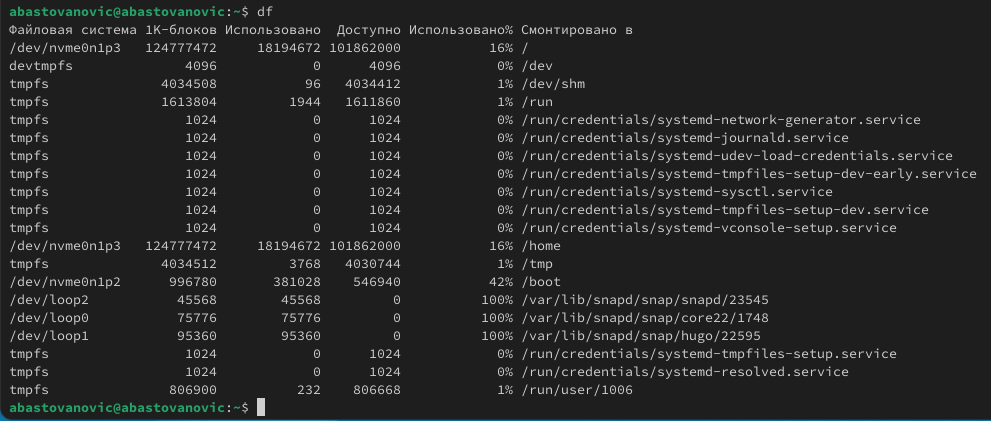 abastovanovic@abastovanovic:~$ df
Файловая система 1K-блоков Использовано  Доступно Использовано% Смонтировано в
/dev/nvme0n1p3   124777472     18194672 101862000           16% /
devtmpfs              4096            0      4096            0% /dev
tmpfs              4034508           96   4034412            1% /dev/shm
tmpfs              1613804         1944   1611860            1% /run
tmpfs                 1024            0      1024            0% /run/credentials/systemd-network-generator.service
tmpfs                 1024            0      1024            0% /run/credentials/systemd-journald.service
tmpfs                 1024            0      1024            0% /run/credentials/systemd-udev-load-credentials.service
tmpfs                 1024            0      1024            0% /run/credentials/systemd-tmpfiles-setup-dev-early.service
tmpfs                 1024            0      1024            0% /run/credentials/systemd-sysctl.service
tmpfs                 1024            0      1024            0% /run/credentials/systemd-tmpfiles-setup-dev.service
tmpfs                 1024            0      1024            0% /run/credentials/systemd-vconsole-setup.service
/dev/nvme0n1p3   124777472     18194672 101862000           16% /home
tmpfs              4034512         3768   4030744            1% /tmp
/dev/nvme0n1p2      996780       381028    546940           42% /boot
/dev/loop2           45568        45568         0          100% /var/lib/snapd/snap/snapd/23545
/dev/loop0           75776        75776         0          100% /var/lib/snapd/snap/core22/1748
/dev/loop1           95360        95360         0          100% /var/lib/snapd/snap/hugo/22595
tmpfs                 1024            0      1024            0% /run/credentials/systemd-tmpfiles-setup.service
tmpfs                 1024            0      1024            0% /run/credentials/systemd-resolved.service
tmpfs               806900          232    806668            1% /run/user/1006
abastovanovic@abastovanovic:~$